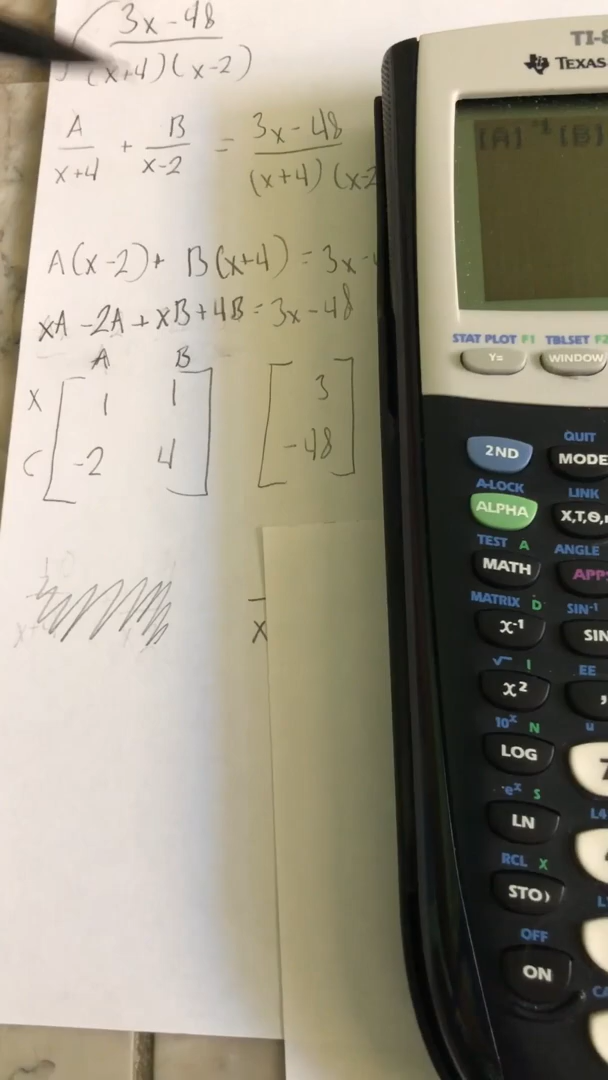 3x-48
(x+4)(x-2)
A/(x+4) + B/(x-2) = (3x-48)/((x+4)(x-2
A(x-2)+ B(x+4)=3x-
xA-2A+xB+4B=3x-48
A B
x [1 1] [3]
C [-2 4] [-48]
x
TI-8
TEXAS
[A]⁻¹[B]
STAT PLOT F1 TBLSET F2
Y= WINDOW
QUIT
2ND MODE
A-LOCK LINK
ALPHA X,T,Θ,n
TEST A ANGLE
MATH APPS
MATRIX D SIN⁻¹
x⁻¹ SIN
√ I EE
x² ,
10ˣ N u
LOG 7
eˣ S L4
LN
RCL X
STO›
OFF
ON CA